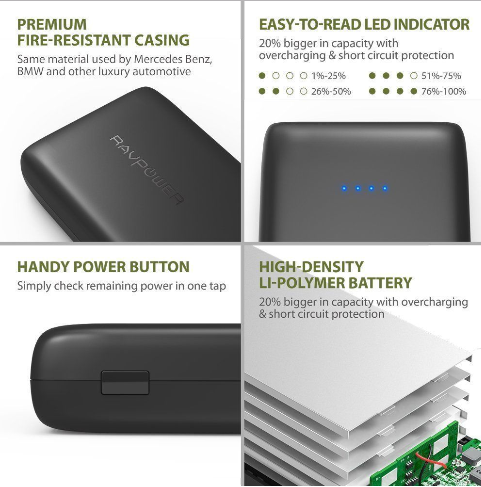 PREMIUM
FIRE-RESISTANT CASING
Same material used by Mercedes Benz,
BMW and other luxury automotive
RAVPOWER
EASY-TO-READ LED INDICATOR
20% bigger in capacity with
overcharging & short circuit protection
1%-25%
51%-75%
26%-50%
76%-100%
HANDY POWER BUTTON
Simply check remaining power in one tap
HIGH-DENSITY
LI-POLYMER BATTERY
20% bigger in capacity with overcharging
& short circuit protection